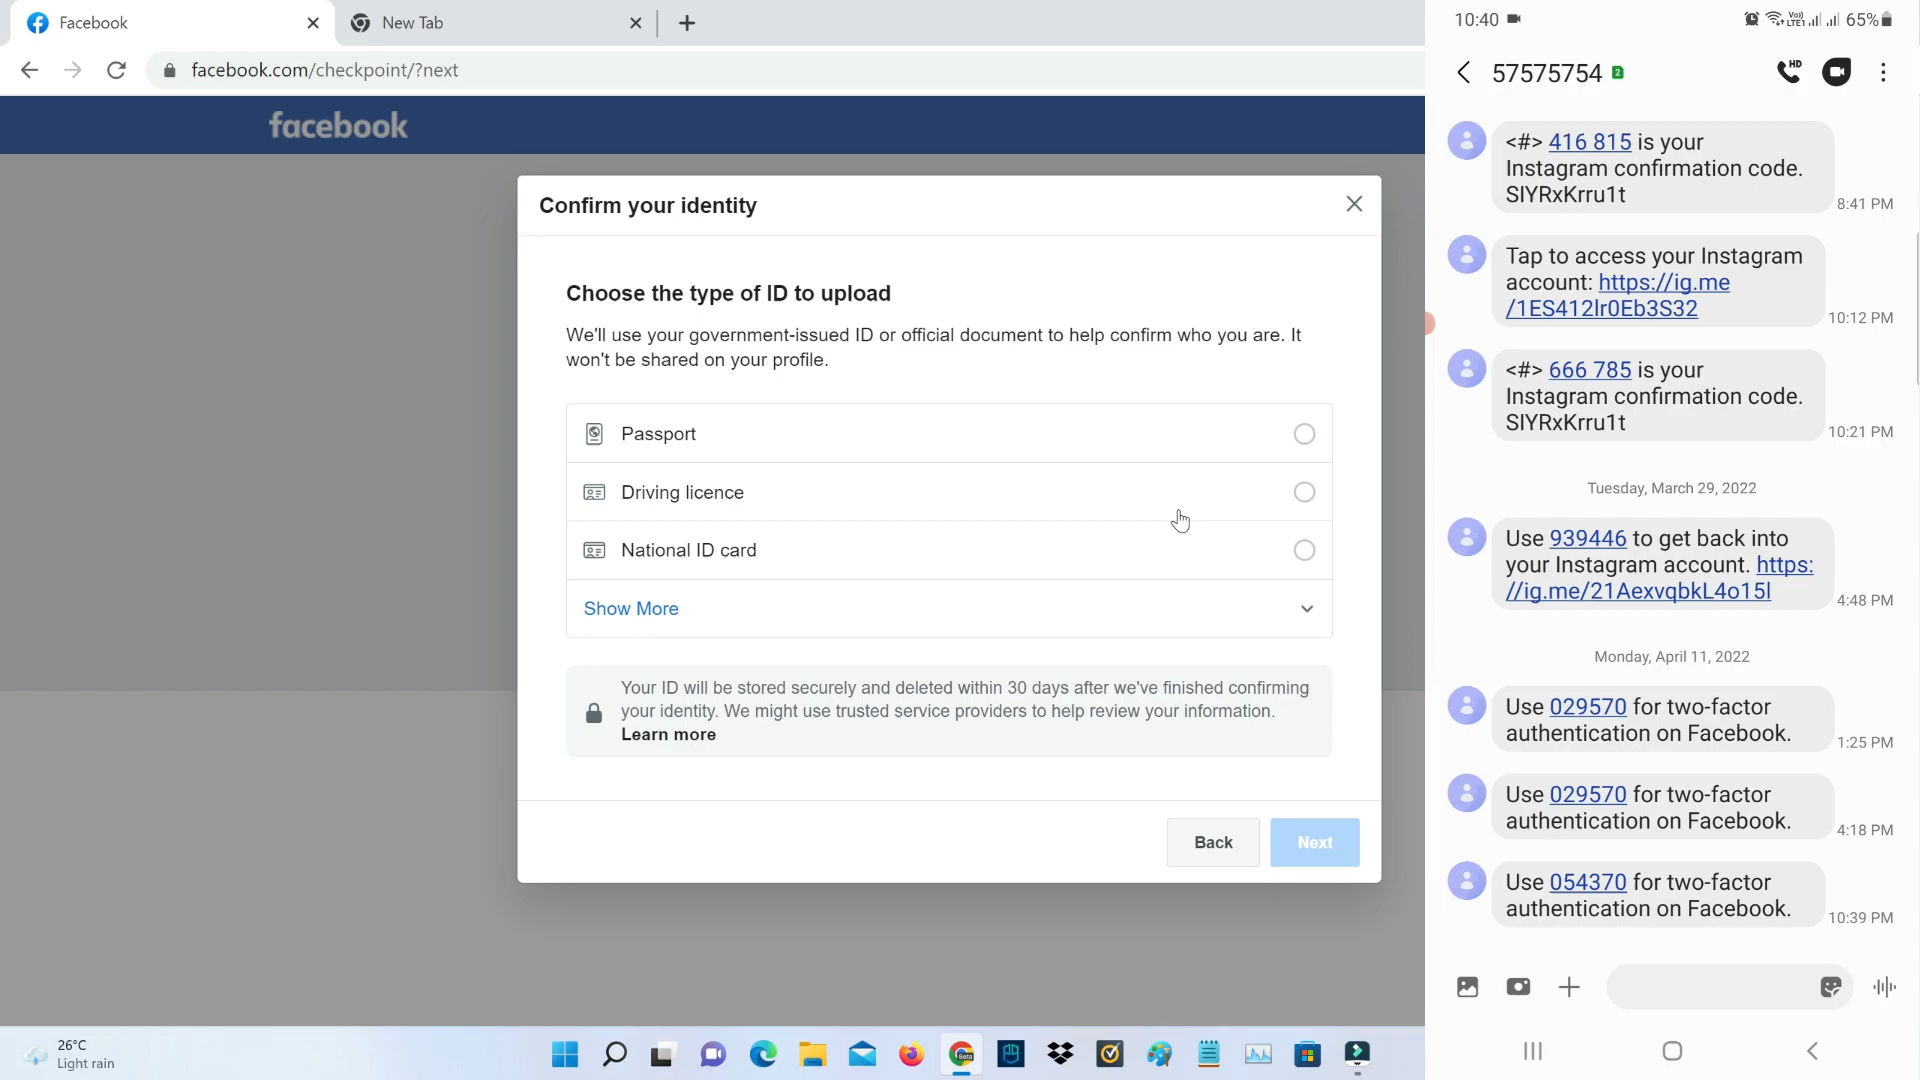 Facebook
New Tab
facebook.com/checkpoint/?next
facebook
Confirm your identity
Choose the type of ID to upload
We'll use your government-issued ID or official document to help confirm who you are. It
won't be shared on your profile.
Passport
Driving licence
National ID card
Show More
Your ID will be stored securely and deleted within 30 days after we've finished confirming
your identity. We might use trusted service providers to help review your information.
Learn more
Back
Next
26°C
Light rain
Beta
10:40
65%
57575754
2
HD
<#> 416 815 is your
Instagram confirmation code.
SIYRxKrru1t
8:41 PM
Tap to access your Instagram
account: https://ig.me
/1ES412lr0Eb3S32
10:12 PM
<#> 666 785 is your
Instagram confirmation code.
SIYRxKrru1t
10:21 PM
Tuesday, March 29, 2022
Use 939446 to get back into
your Instagram account. https:
//ig.me/21AexvqbkL4o15l
4:48 PM
Monday, April 11, 2022
Use 029570 for two-factor
authentication on Facebook.
1:25 PM
Use 029570 for two-factor
authentication on Facebook.
4:18 PM
Use 054370 for two-factor
authentication on Facebook.
10:39 PM